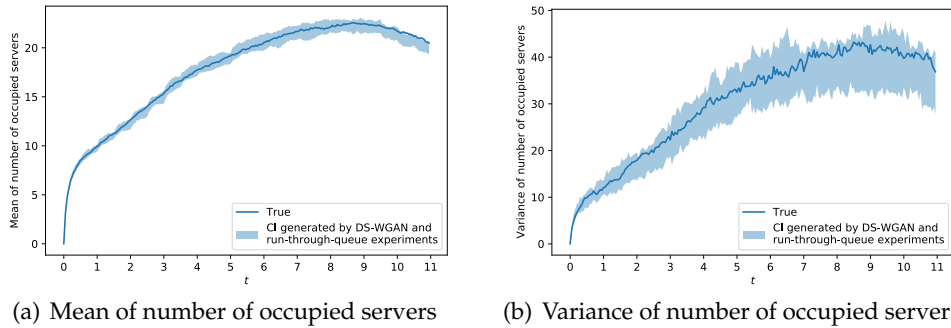 Mean of number of occupied servers
20
15
10
5
0
True
CI generated by DS-WGAN and
run-through-queue experiments
0 1 2 3 4 5 6 7 8 9 10 11
t
(a) Mean of number of occupied servers
Variance of number of occupied servers
50
40
30
20
10
0
True
CI generated by DS-WGAN and
run-through-queue experiments
0 1 2 3 4 5 6 7 8 9 10 11
t
(b) Variance of number of occupied server